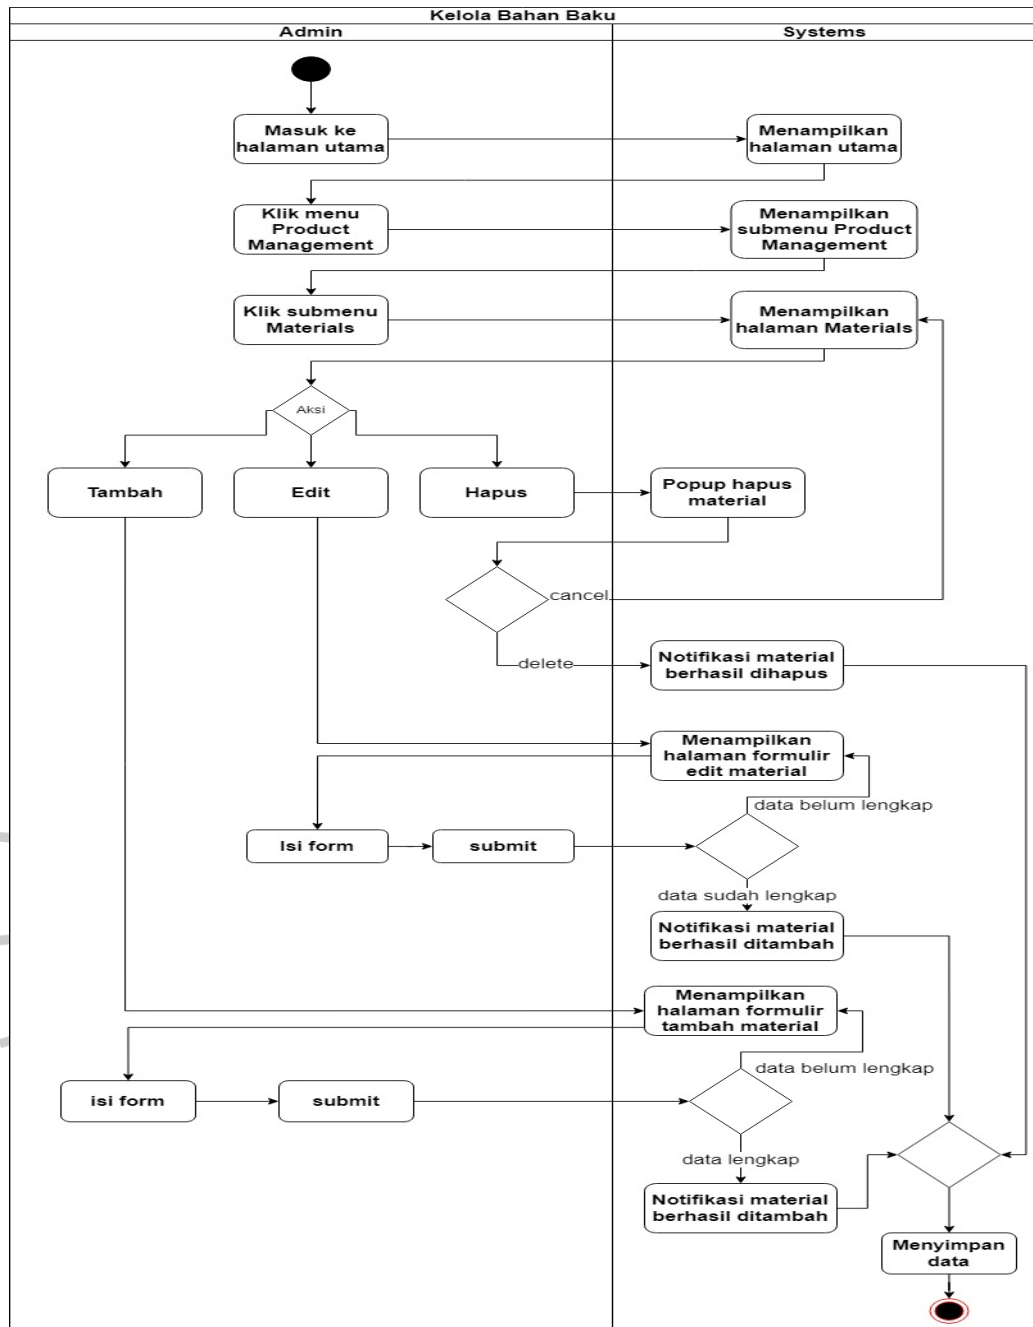 Kelola Bahan Baku
Admin
Systems
Masuk ke
halaman utama
Menampilkan
halaman utama
Klik menu
Product
Management
Menampilkan
submenu Product
Management
Klik submenu
Materials
Menampilkan
halaman Materials
Aksi
Tambah
Edit
Hapus
Popup hapus
material
cancel
delete
Notifikasi material
berhasil dihapus
Menampilkan
halaman formulir
edit material
data belum lengkap
Isi form
submit
data sudah lengkap
Notifikasi material
berhasil ditambah
Menampilkan
halaman formulir
tambah material
data belum lengkap
isi form
submit
data lengkap
Notifikasi material
berhasil ditambah
Menyimpan
data